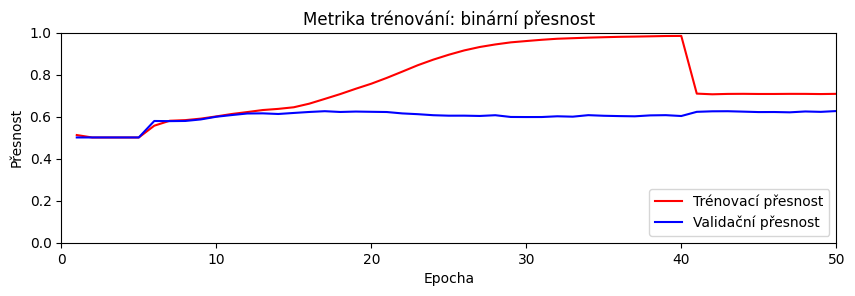 Metrika trénování: binární přesnost
Přesnost
1.0
0.8
0.6
0.4
0.2
0.0
Trénovací přesnost
Validační přesnost
0 10 20 30 40 50
Epocha